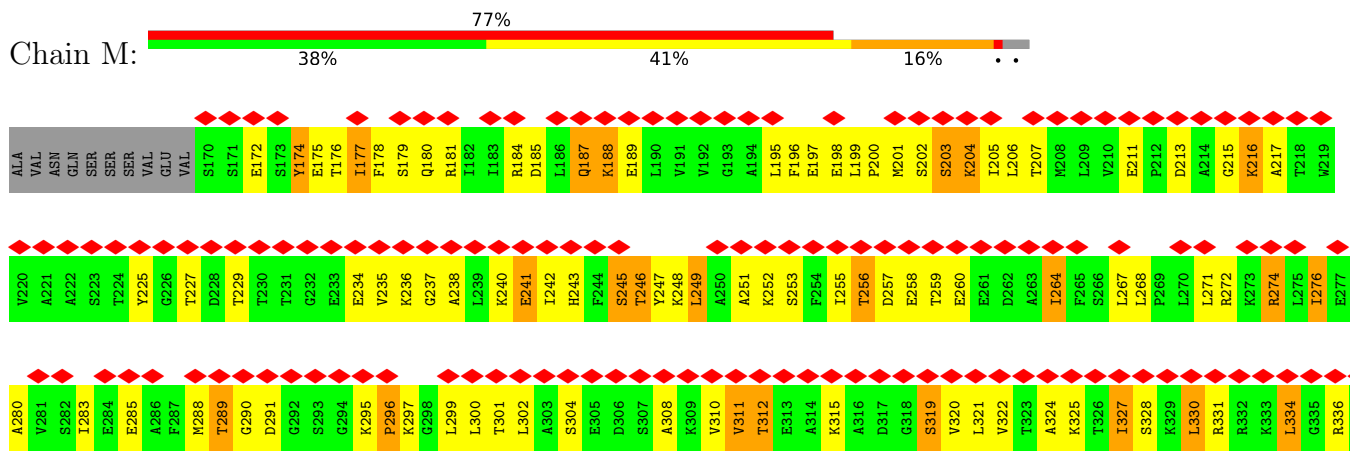 77%
Chain M:
38% 41% 16% • •
ALA VAL ASN GLN SER SER SER VAL GLU VAL S170 S171 E172 S173 Y174 E175 T176 I177 F178 S179 Q180 R181 I182 I183 R184 D185 L186 Q187 K188 E189 L190 V191 V192 G193 A194 L195 F196 E197 E198 L199 P200 M201 S202 S203 K204 I205 L206 T207 M208 L209 V210 E211 P212 D213 A214 G215 K216 A217 T218 W219
V220 A221 A222 S223 T224 Y225 G226 T227 D228 T229 T230 T231 G232 E233 E234 V235 K236 G237 A238 L239 K240 E241 I242 H243 F244 S245 T246 Y247 K248 L249 A250 A251 K252 S253 F254 I255 T256 D257 E258 T259 E260 E261 D262 A263 I264 F265 S266 L267 L268 P269 L270 L271 R272 K273 R274 L275 I276 E277
A280 V281 S282 I283 E284 E285 A286 F287 M288 T289 G290 D291 G292 S293 G294 K295 P296 K297 G298 L299 L300 T301 L302 A303 S304 E305 D306 S307 A308 K309 V310 V311 T312 E313 A314 K315 A316 D317 G318 S319 V320 L321 V322 T323 A324 K325 T326 I327 S328 K329 L330 R331 R332 K333 L334 G335 R336